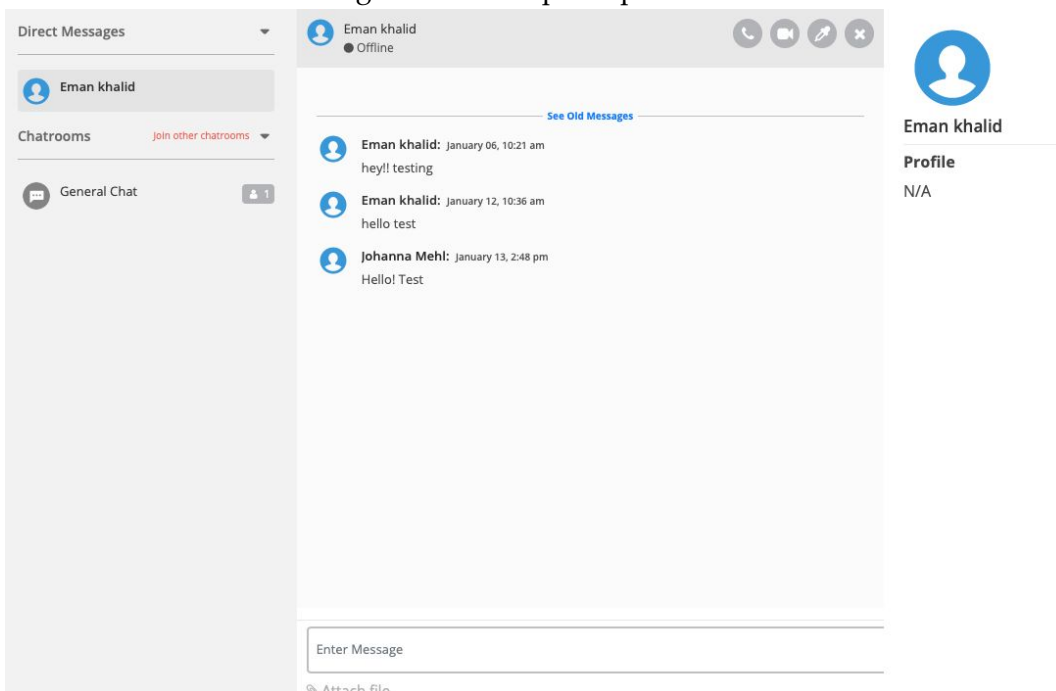 Direct Messages
Eman khalid
Chatrooms Join other chatrooms
General Chat 1
Eman khalid
Offline
See Old Messages
Eman khalid: January 06, 10:21 am
hey!! testing
Eman khalid: January 12, 10:36 am
hello test
Johanna Mehl: January 13, 2:48 pm
Hello! Test
Enter Message
Attach file
Eman khalid
Profile
N/A